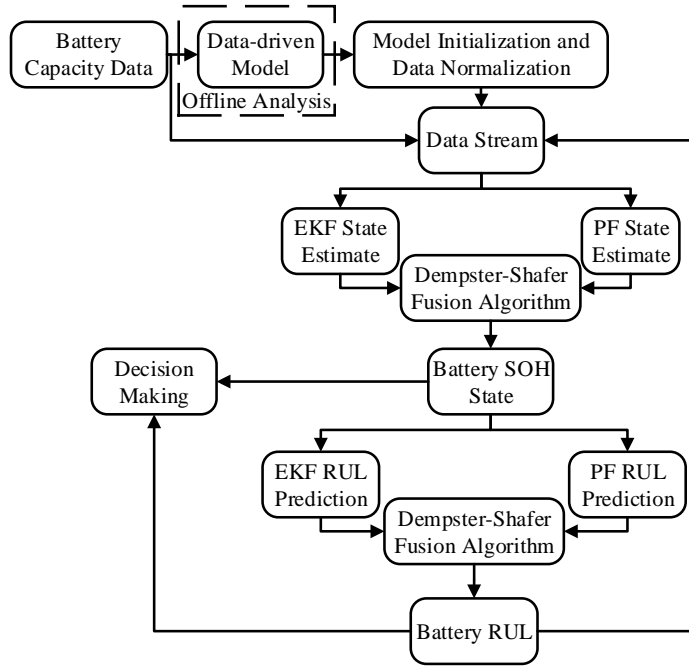 Battery
Capacity Data
Data-driven
Model
Model Initialization and
Data Normalization
Offline Analysis
Data Stream
EKF State
Estimate
PF State
Estimate
Dempster-Shafer
Fusion Algorithm
Decision
Making
Battery SOH
State
EKF RUL
Prediction
PF RUL
Prediction
Dempster-Shafer
Fusion Algorithm
Battery RUL